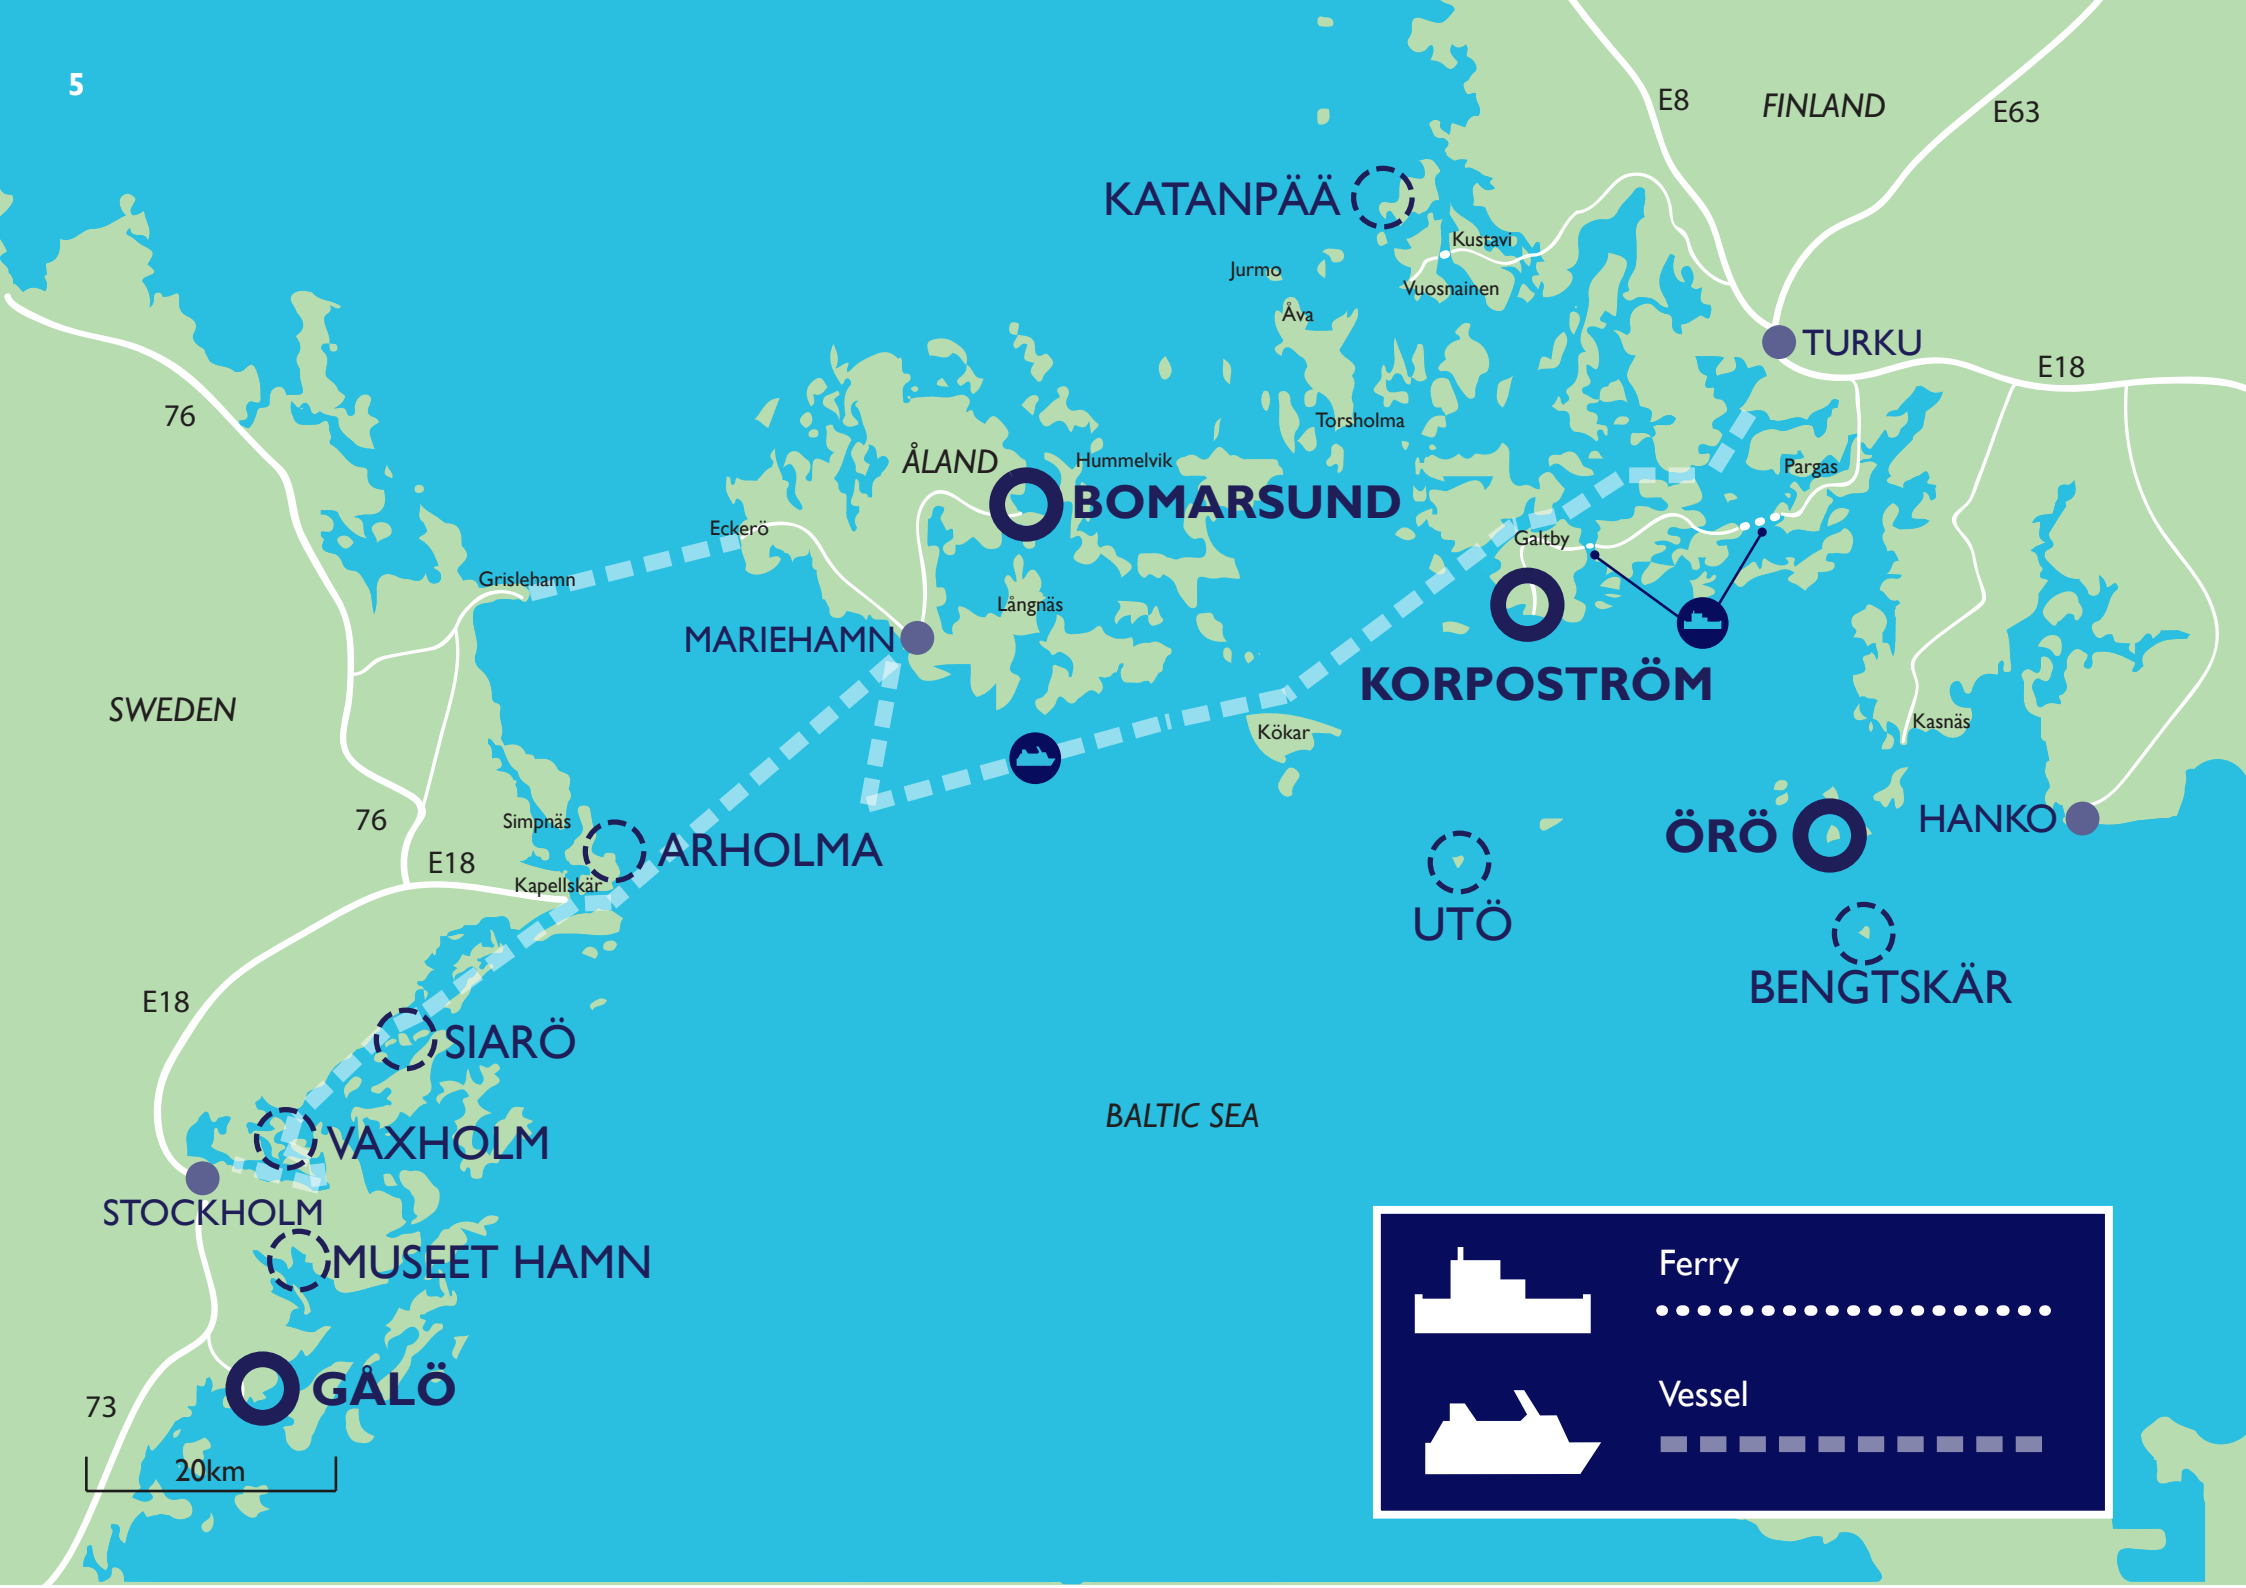 5
E8
FINLAND
E63
KATANPÄÄ
Kustavi
Jurmo
Vuosnainen
Åva
TURKU
E18
76
Torsholma
ÅLAND
Hummelvik
Pargas
BOMARSUND
Eckerö
Galtby
Grislehamn
Långnäs
MARIEHAMN
KORPOSTRÖM
SWEDEN
Kasnäs
Kökar
76
Simpnäs
HANKO
ÖRÖ
ARHOLMA
E18
Kapellskär
UTÖ
BENGTSKÄR
E18
SIARÖ
BALTIC SEA
VAXHOLM
STOCKHOLM
MUSEET HAMN
Ferry
GÅLÖ
Vessel
73
20km